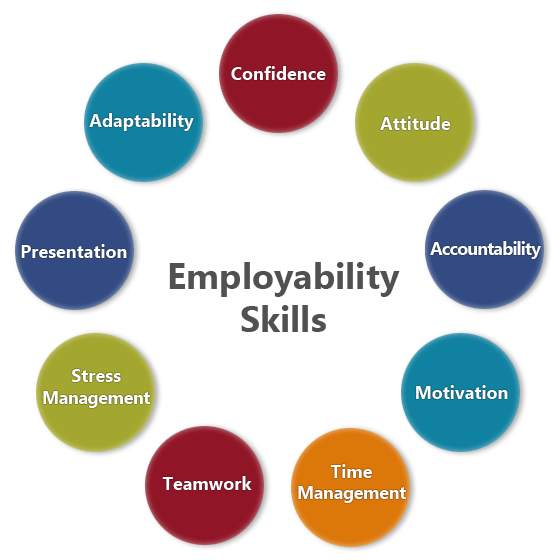 Confidence
Attitude
Accountability
Motivation
Time
Management
Teamwork
Stress
Management
Presentation
Adaptability
Employability
Skills